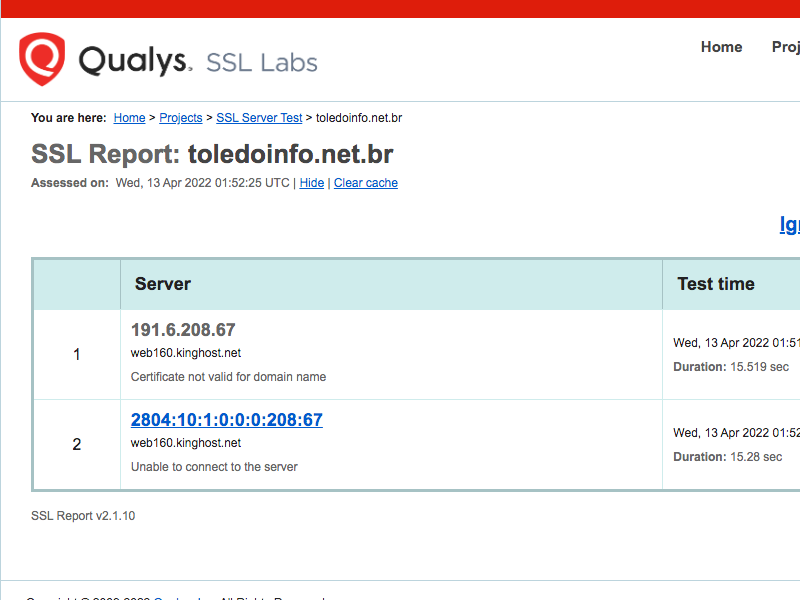 Qualys. SSL Labs
Home Proj
You are here: Home > Projects > SSL Server Test > toledoinfo.net.br
SSL Report: toledoinfo.net.br
Assessed on: Wed, 13 Apr 2022 01:52:25 UTC | Hide | Clear cache
Ig
Server Test time
191.6.208.67
1 web160.kinghost.net Wed, 13 Apr 2022 01:51
Certificate not valid for domain name Duration: 15.519 sec
2804:10:1:0:0:0:208:67
2 web160.kinghost.net Wed, 13 Apr 2022 01:52
Unable to connect to the server Duration: 15.28 sec
SSL Report v2.1.10